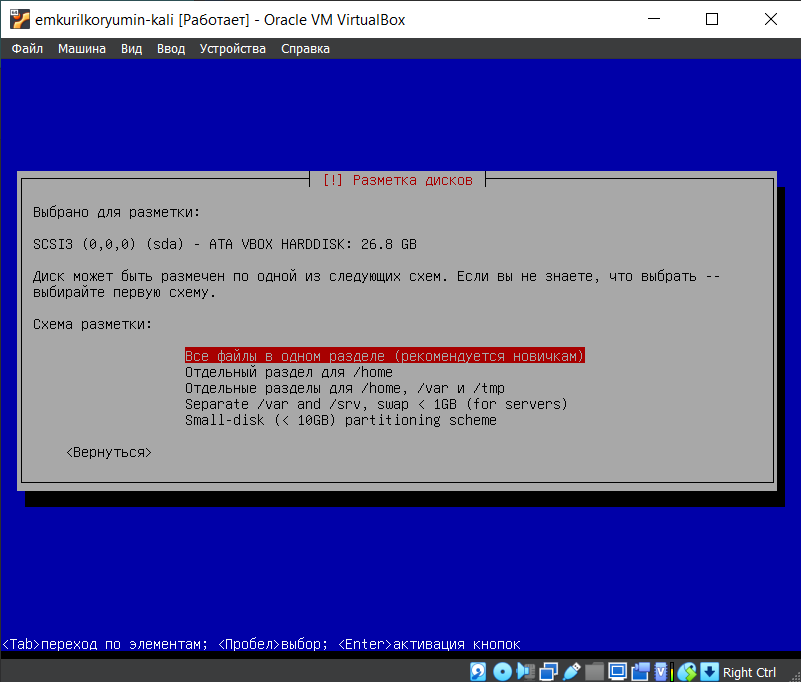 emkurilkoryumin-kali [Работает] - Oracle VM VirtualBox
Файл Машина Вид Ввод Устройства Справка
[!] Разметка дисков
Выбрано для разметки:
SCSI3 (0,0,0) (sda) - ATA VBOX HARDDISK: 26.8 GB
Диск может быть размечен по одной из следующих схем. Если вы не знаете, что выбрать --
выбирайте первую схему.
Схема разметки:
Все файлы в одном разделе (рекомендуется новичкам)
Отдельный раздел для /home
Отдельные разделы для /home, /var и /tmp
Separate /var and /srv, swap < 1GB (for servers)
Small-disk (< 10GB) partitioning scheme
<Вернуться>
<Tab>переход по элементам; <Пробел>выбор; <Enter>активация кнопок
Right Ctrl